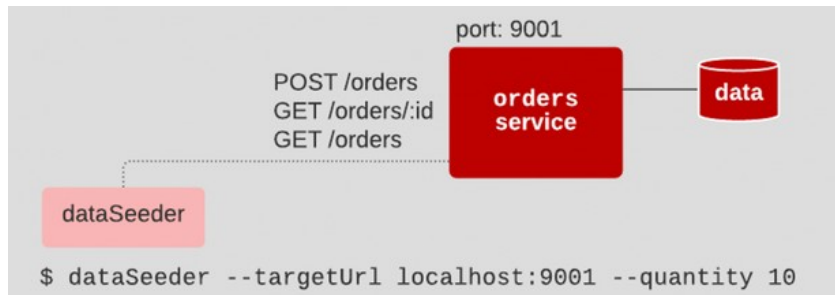 port: 9001
POST /orders
GET /orders/:id
GET /orders
orders
service
data
dataSeeder
$ dataSeeder --targetUrl localhost:9001 --quantity 10